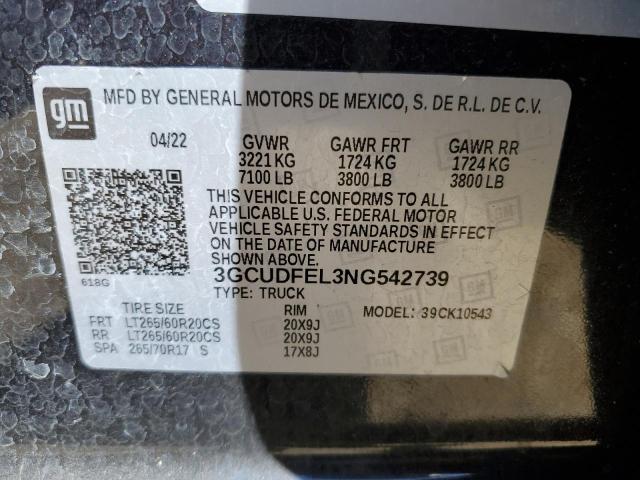 gm
MFD BY GENERAL MOTORS DE MEXICO, S. DE R.L. DE C.V.
04/22 GVWR GAWR FRT GAWR RR
3221 KG 1724 KG 1724 KG
7100 LB 3800 LB 3800 LB
THIS VEHICLE CONFORMS TO ALL
APPLICABLE U.S. FEDERAL MOTOR
VEHICLE SAFETY STANDARDS IN EFFECT
ON THE DATE OF MANUFACTURE
SHOWN ABOVE.
618G
3GCUDFEL3NG542739
TYPE: TRUCK
TIRE SIZE RIM MODEL: 39CK10543
FRT LT265/60R20CS 20X9J
RR LT265/60R20CS 20X9J
SPA 265/70R17 S 17X8J